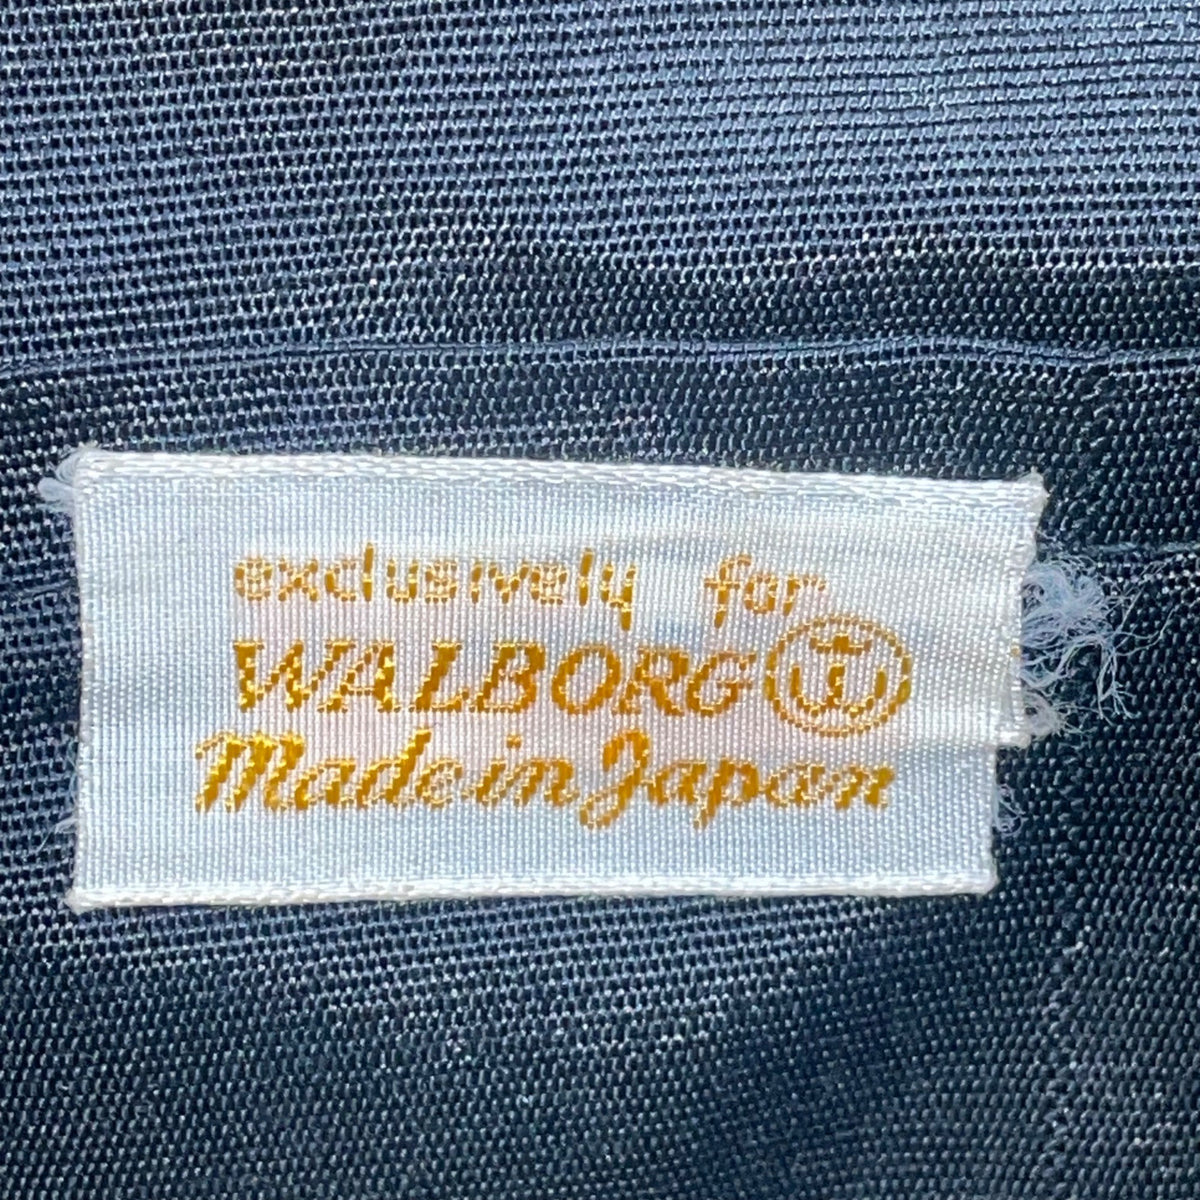 exclusively for
WALBORG W
Made in Japan